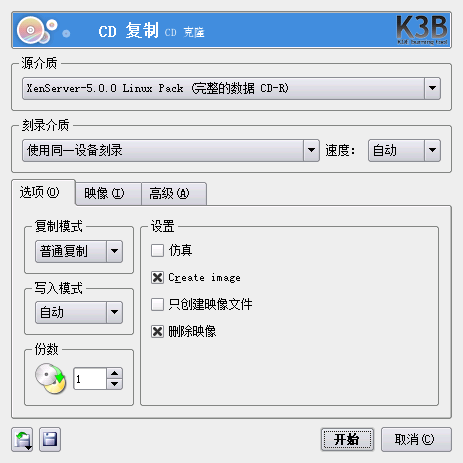 CD 复制 CD 克隆
K3B
源介质
XenServer-5.0.0 Linux Pack (完整的数据 CD-R)
刻录介质
使用同一设备刻录 速度： 自动
选项(O) 映像(I) 高级(A)
复制模式
普通复制
写入模式
自动
份数
1
设置
仿真
Create image
只创建映像文件
删除映像
开始 取消(C)